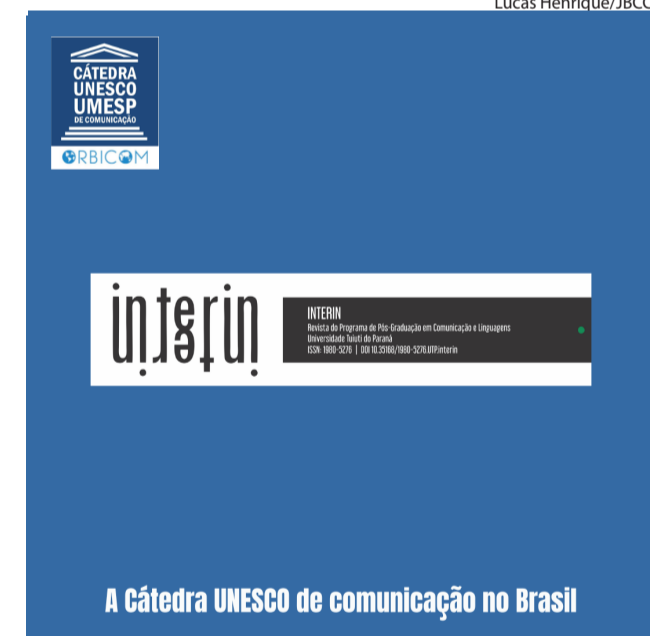 Lucas Henrique/JBCC
CÁTEDRA
UNESCO
UMESP
DE COMUNICAÇÃO
ORBICOM
interin
INTERIN
Revista do Programa de Pós-Graduação em Comunicação e Linguagens
Universidade Tuiuti do Paraná
ISSN: 1980-5276 | DOI 10.35168/1980-5276.UTP.interin
A Cátedra UNESCO de comunicação no Brasil